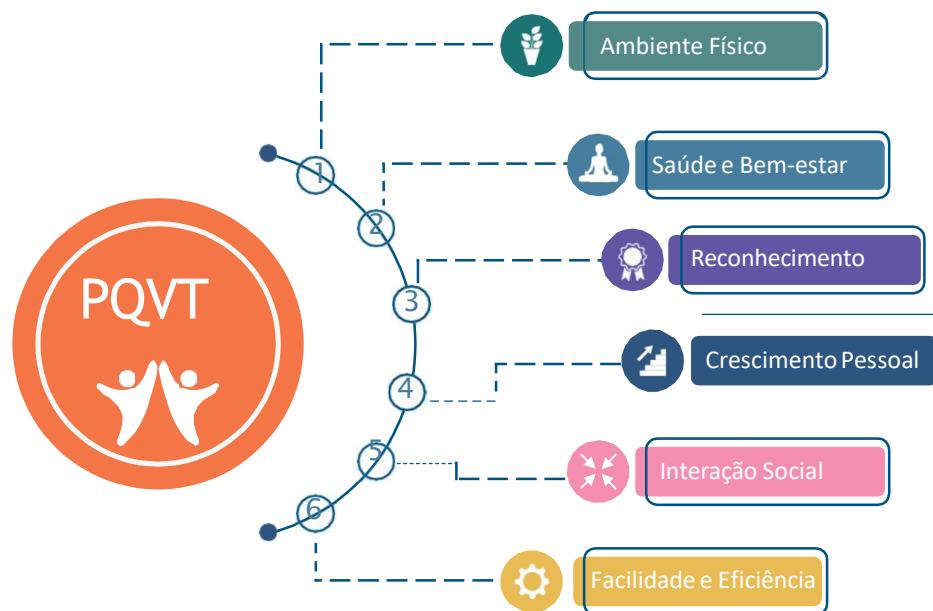 PQVT
1
Ambiente Físico
2
Saúde e Bem-estar
3
Reconhecimento
4
Crescimento Pessoal
5
Interação Social
6
Facilidade e Eficiência